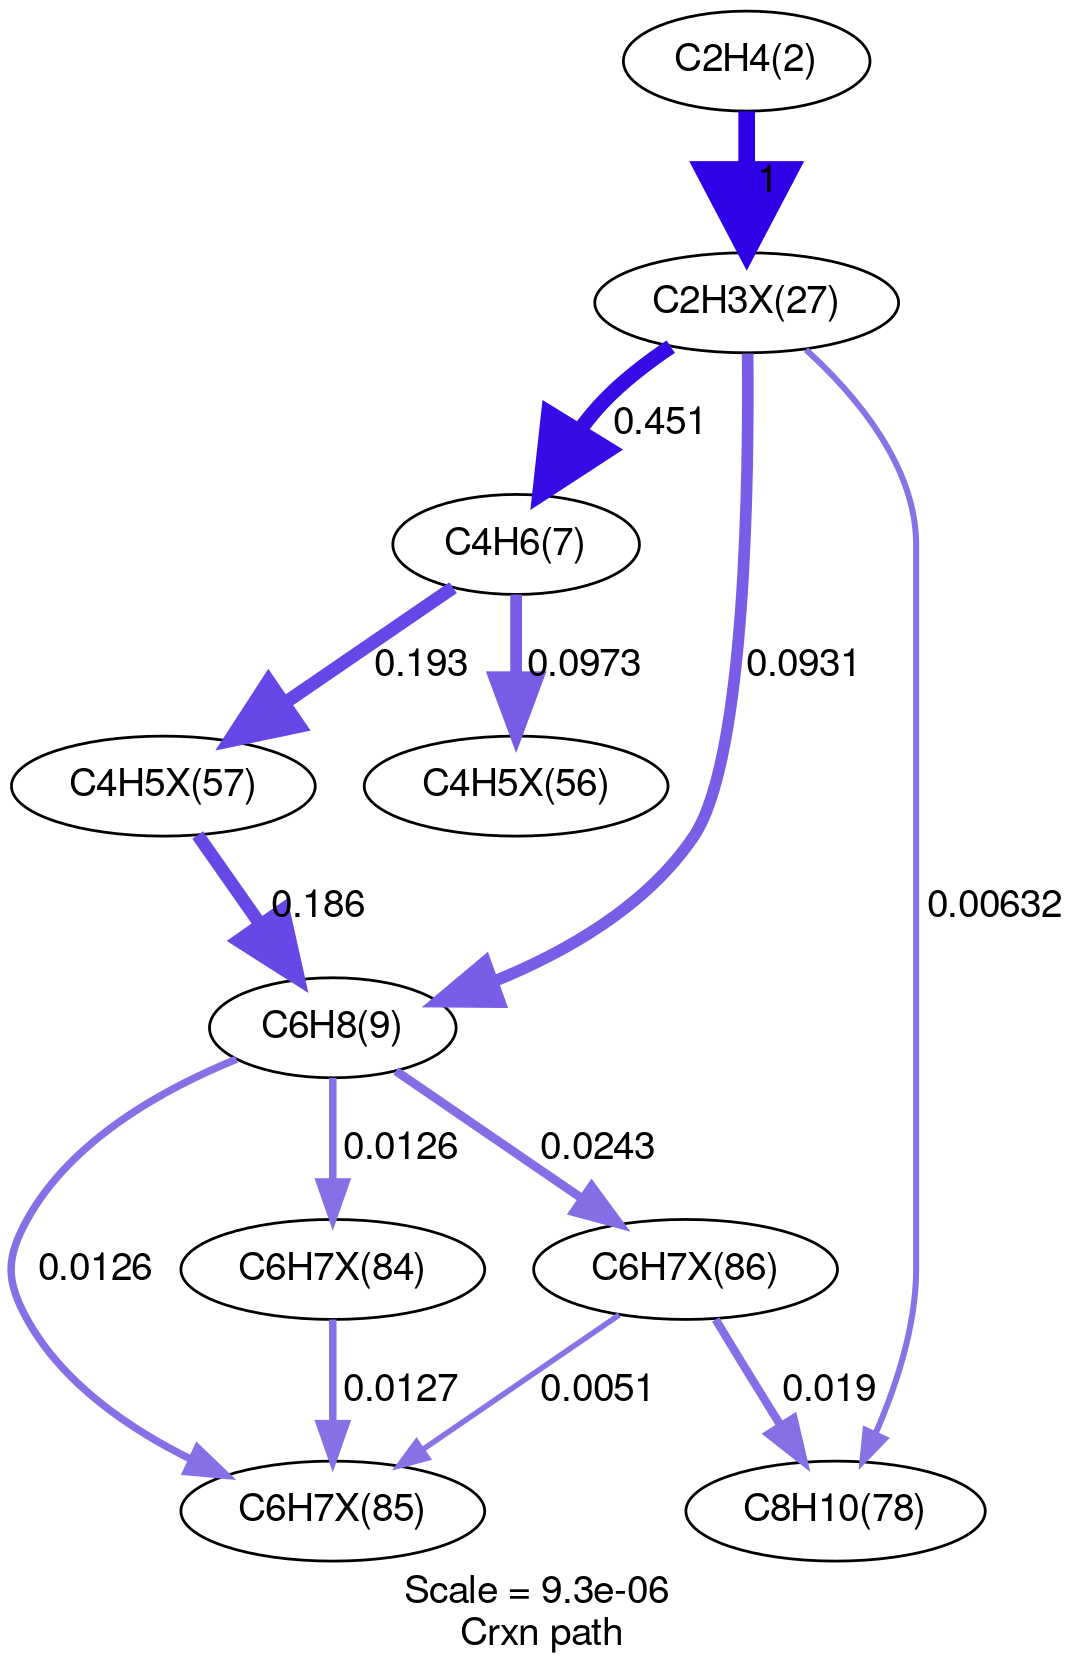 C2H4(2)
1
C2H3X(27)
0.451
C4H6(7)
0.193
0.0973
0.0931
C4H5X(57)
C4H5X(56)
0.186
0.00632
C6H8(9)
0.0126
0.0243
0.0126
C6H7X(84)
C6H7X(86)
0.0127
0.0051
0.019
C6H7X(85)
C8H10(78)
Scale = 9.3e-06
Crxn path